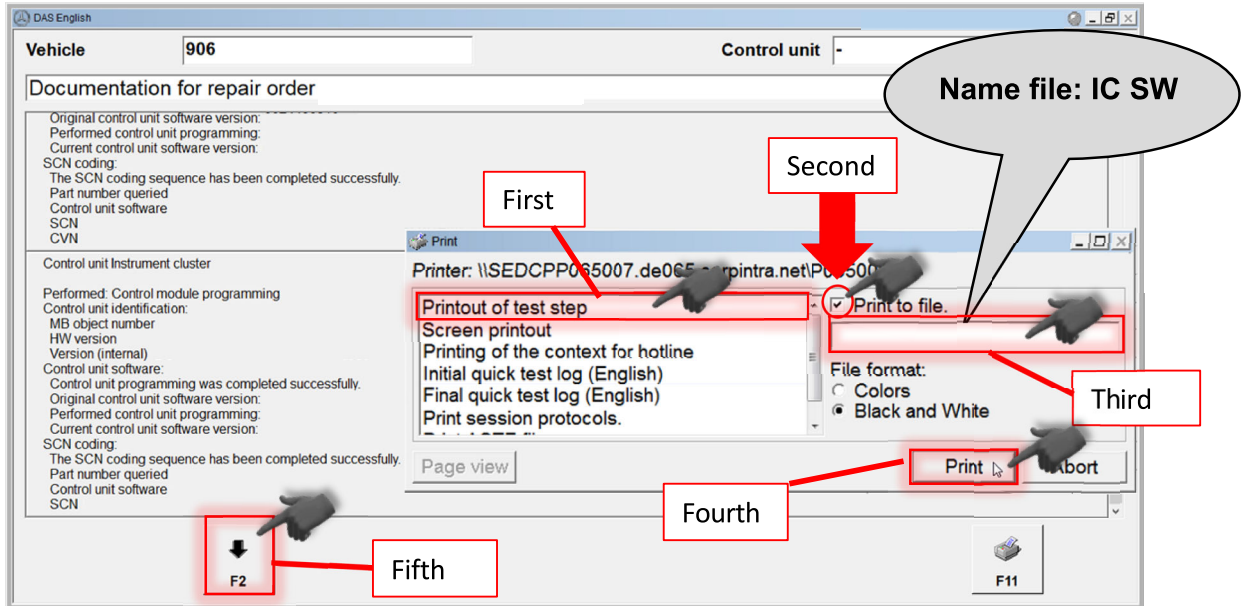 DAS English
Vehicle 906 Control unit -
Name file: IC SW
Documentation for repair order
Original control unit software version:
Performed control unit programming:
Current control unit software version:
SCN coding:
The SCN coding sequence has been completed successfully.
Part number queried
Control unit software
SCN
CVN
Second
First
Control unit Instrument cluster
Performed: Control module programming
Control unit identification:
MB object number
HW version
Version (internal)
Control unit software:
Control unit programming was completed successfully.
Original control unit software version:
Performed control unit programming:
Current control unit software version:
SCN coding:
The SCN coding sequence has been completed successfully.
Part number queried
Control unit software
SCN
Print
Printer: \\SEDCPP065007.de065
Printout of test step
Screen printout
Printing of the context for hotline
Initial quick test log (English)
Final quick test log (English)
Print session protocols.
Print to file.
File format:
Colors
Black and White
Third
Page view
Print
Abort
Fourth
Fifth
F2
F11